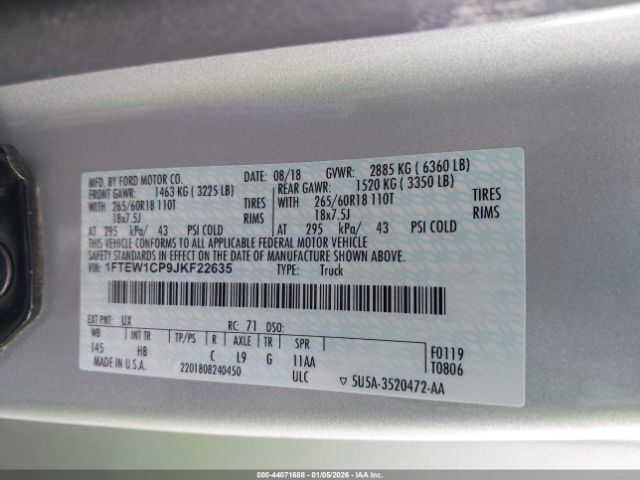 MFD. BY FORD MOTOR CO. DATE: 08/18 GVWR: 2885 KG ( 6360 LB)
FRONT GAWR: 1463 KG ( 3225 LB) REAR GAWR: 1520 KG ( 3350 LB)
WITH 265/60R18 110T TIRES WITH 265/60R18 110T TIRES
18x7.5J RIMS 18x7.5J RIMS
AT 295 kPa/ 43 PSI COLD AT 295 kPa/ 43 PSI COLD
THIS VEHICLE CONFORMS TO ALL APPLICABLE FEDERAL MOTOR VEHICLE
SAFETY AND THEFT PREVENTION STANDARDS IN EFFECT ON THE DATE OF MANUFACTURE SHOWN ABOVE.
VIN: 1FTEW1CP9JKF22635 TYPE: Truck
EXT PNT: UX RC: 71 DSO:
WB INT TR TP/PS R AXLE TR SPR
145 HB C L9 G 11AA
F0119
T0806
MADE IN U.S.A. 2201808240450 ULC ▽ 5U5A-3520472-AA
000-44071688 - 01/05/2026 - IAA Inc.